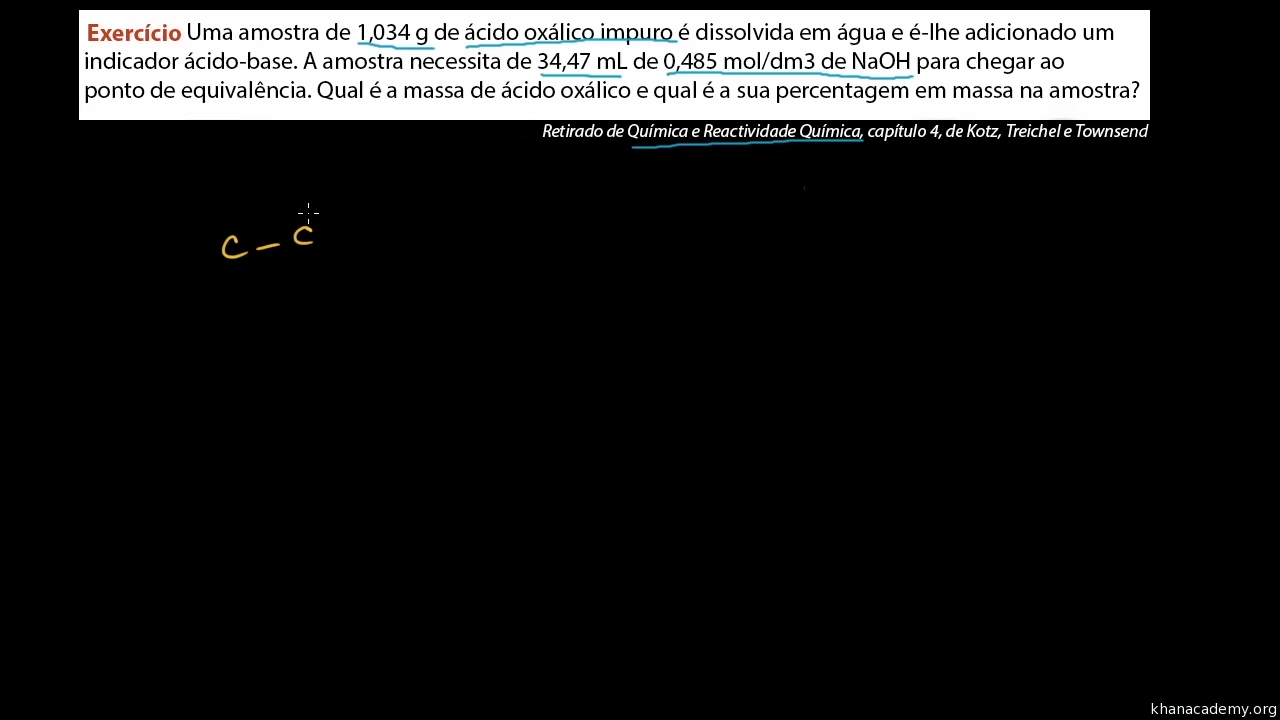 Exercício Uma amostra de 1,034 g de ácido oxálico impuro é dissolvida em água e é-lhe adicionado um
indicador ácido-base. A amostra necessita de 34,47 mL de 0,485 mol/dm3 de NaOH para chegar ao
ponto de equivalência. Qual é a massa de ácido oxálico e qual é a sua percentagem em massa na amostra?
Retirado de Química e Reactividade Química, capítulo 4, de Kotz, Treichel e Townsend
C – C
khanacademy.org